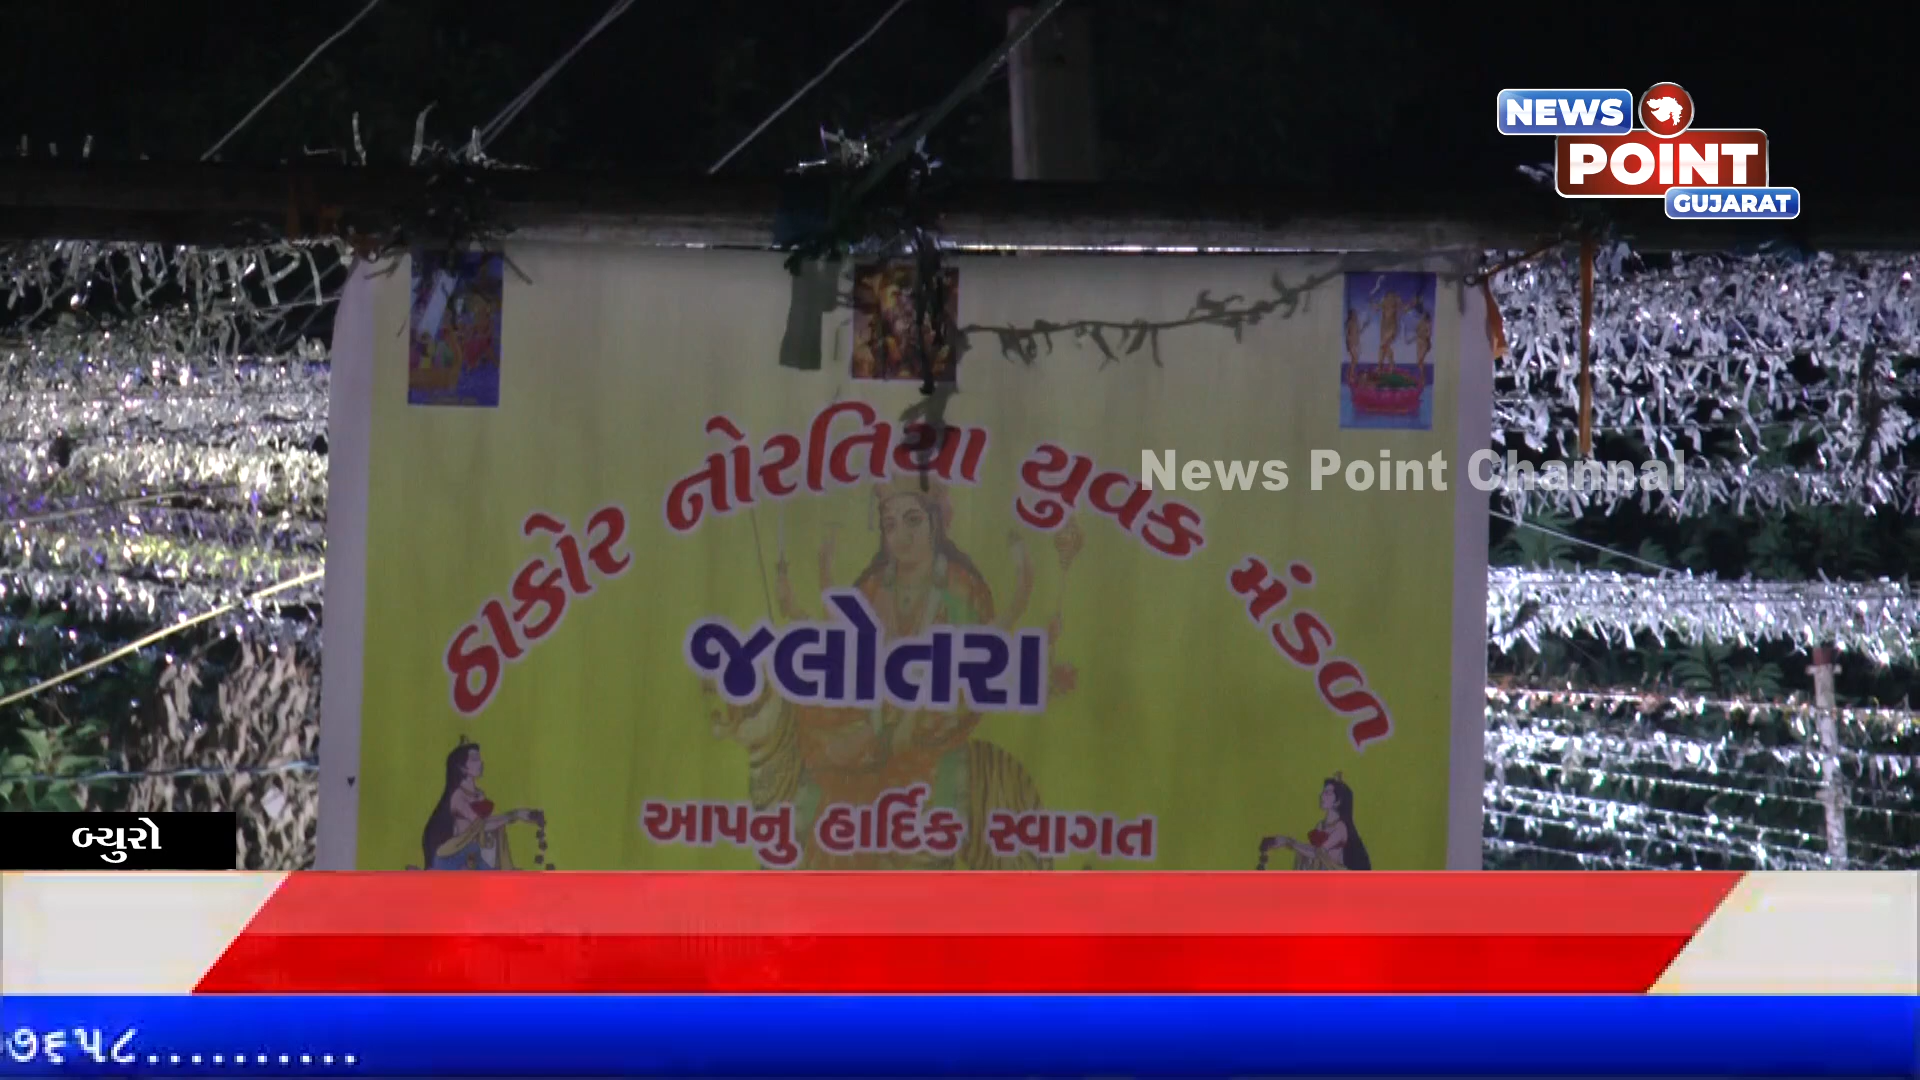 NEWS
POINT
GUJARAT
ઠાકોર નોરતિયા યુવક મંડળ
News Point Channal
જલોતરા
આપનુ હાર્દિક સ્વાગત
બ્યુરો
૭૬૫૮..........